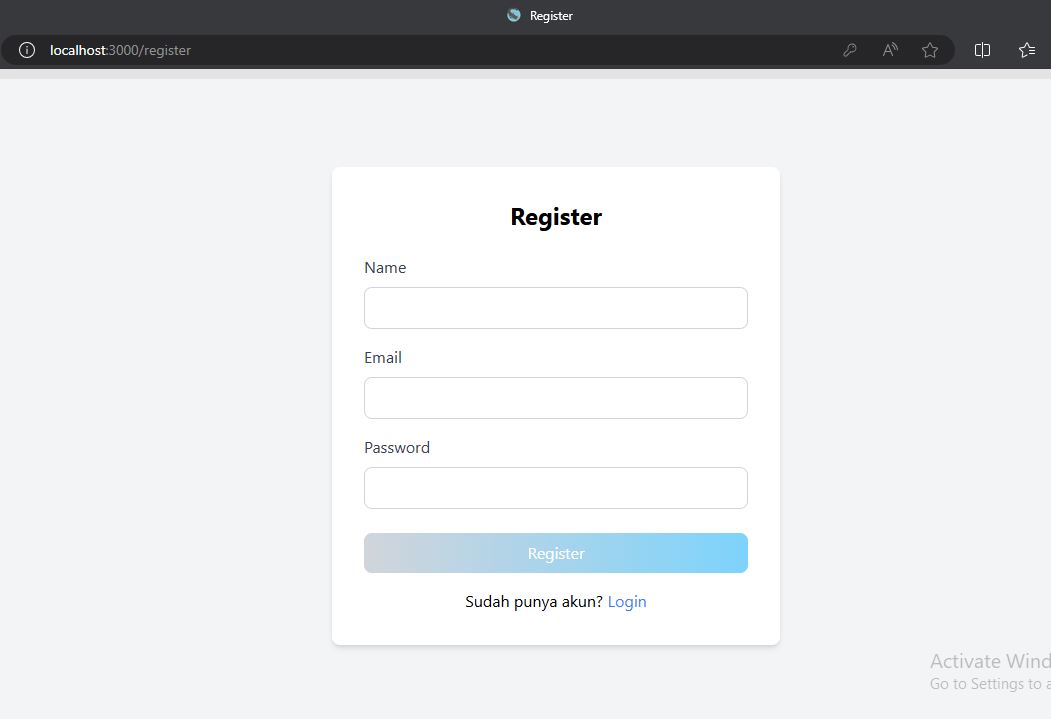 Register
localhost:3000/register
Register
Name
Email
Password
Register
Sudah punya akun? Login
Activate Wind
Go to Settings to a